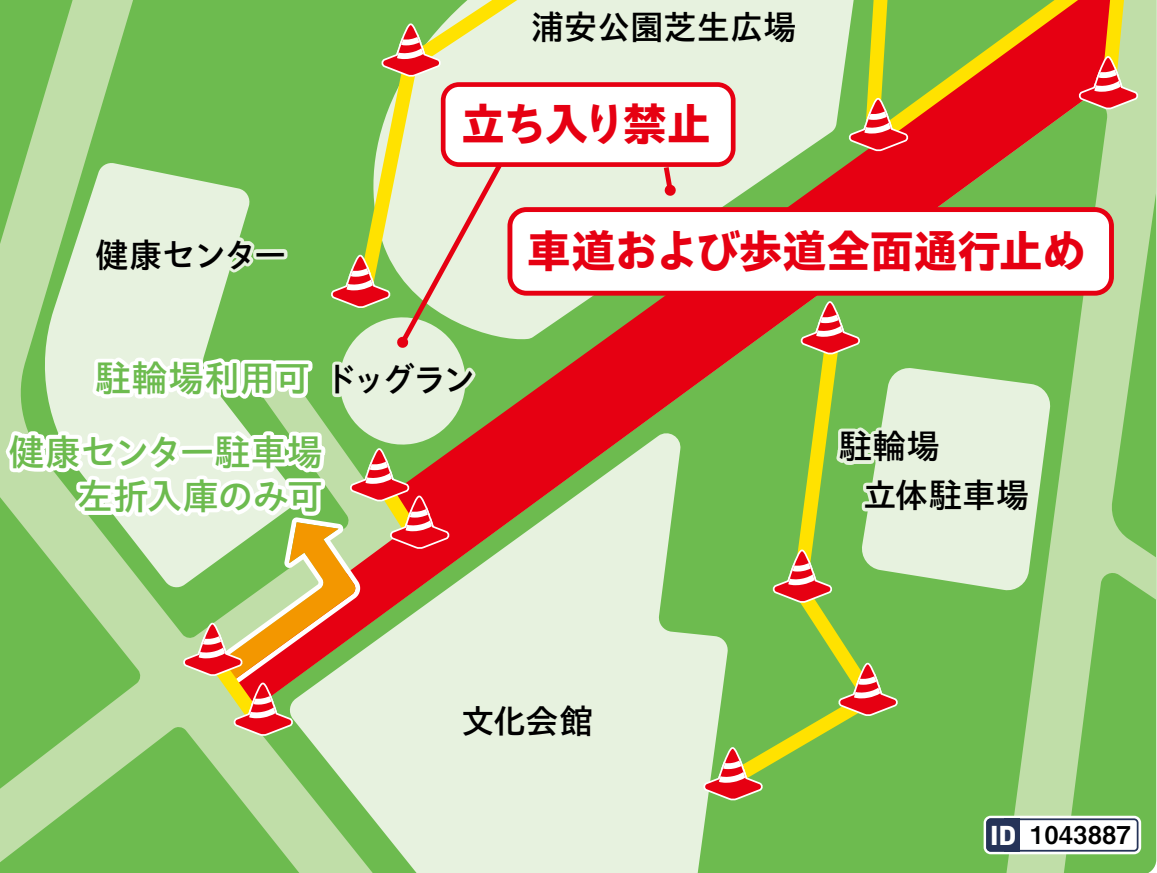 浦安公園芝生広場
立ち入り禁止
車道および歩道全面通行止め
健康センター
駐輪場利用可
ドッグラン
健康センター駐車場
左折入庫のみ可
駐輪場
立体駐車場
文化会館
ID 1043887